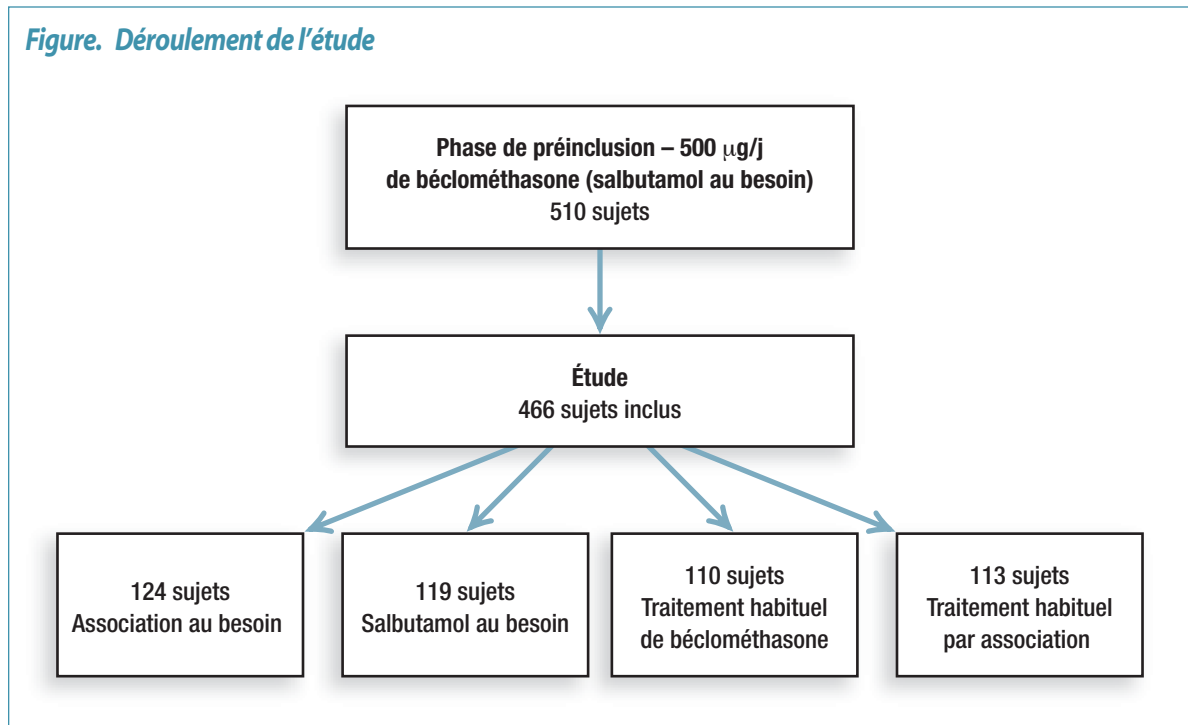 Figure. Déroulement de l'étude
Phase de préinclusion – 500 µg/j
de béclométhasone (salbutamol au besoin)
510 sujets
Étude
466 sujets inclus
124 sujets
Association au besoin
119 sujets
Salbutamol au besoin
110 sujets
Traitement habituel
de béclométhasone
113 sujets
Traitement habituel
par association